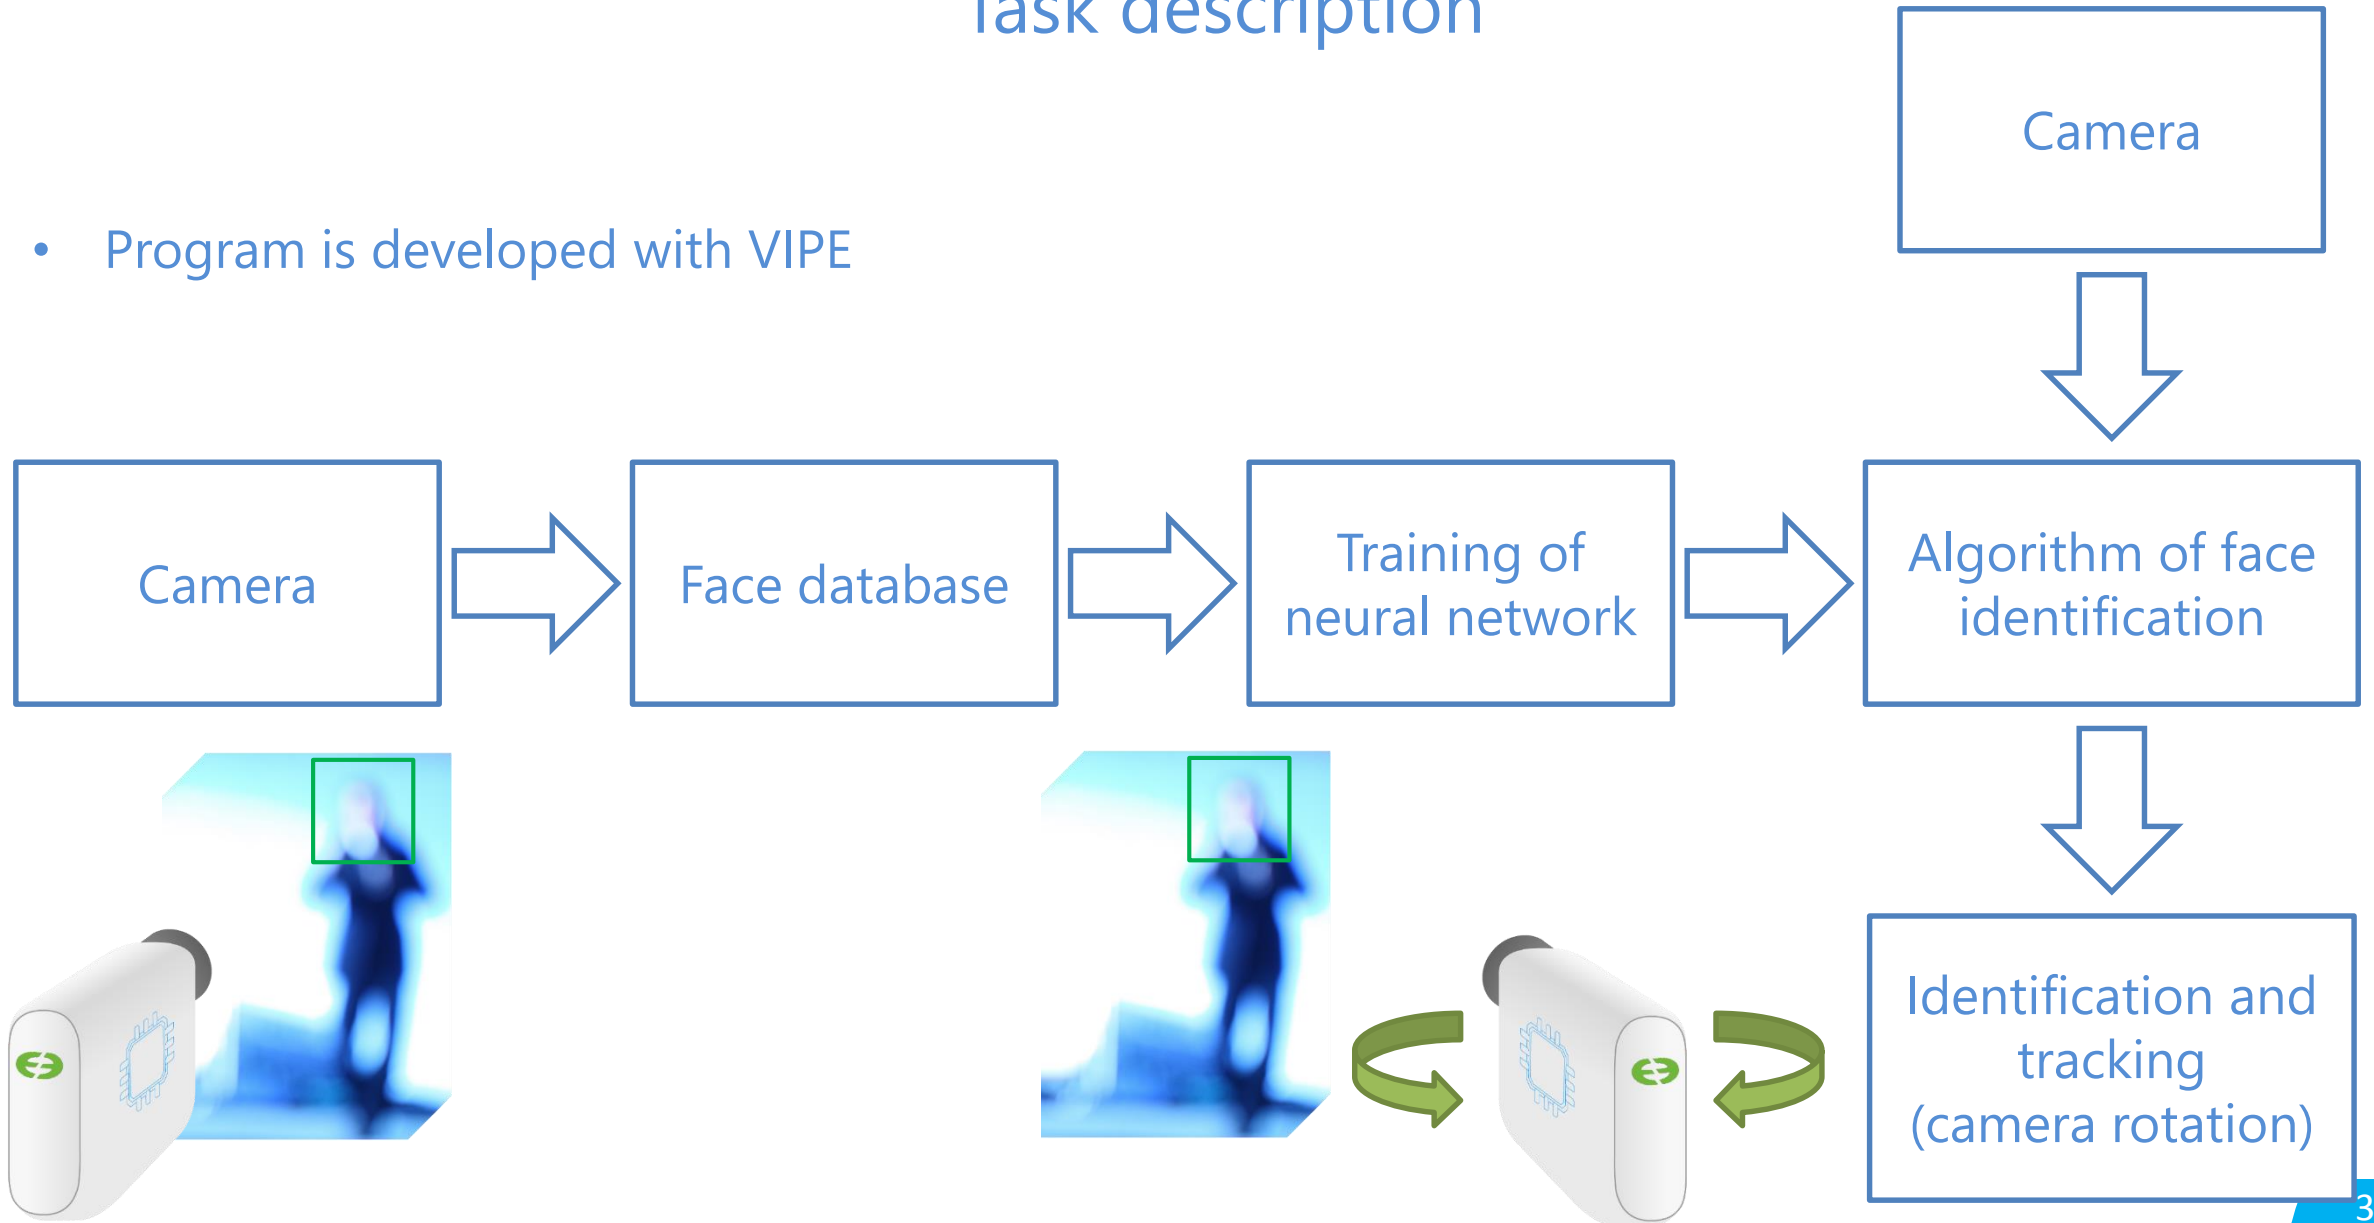 Task description
Camera
• Program is developed with VIPE
Camera
Face database
Training of
neural network
Algorithm of face
identification
Identification and
tracking
(camera rotation)
3